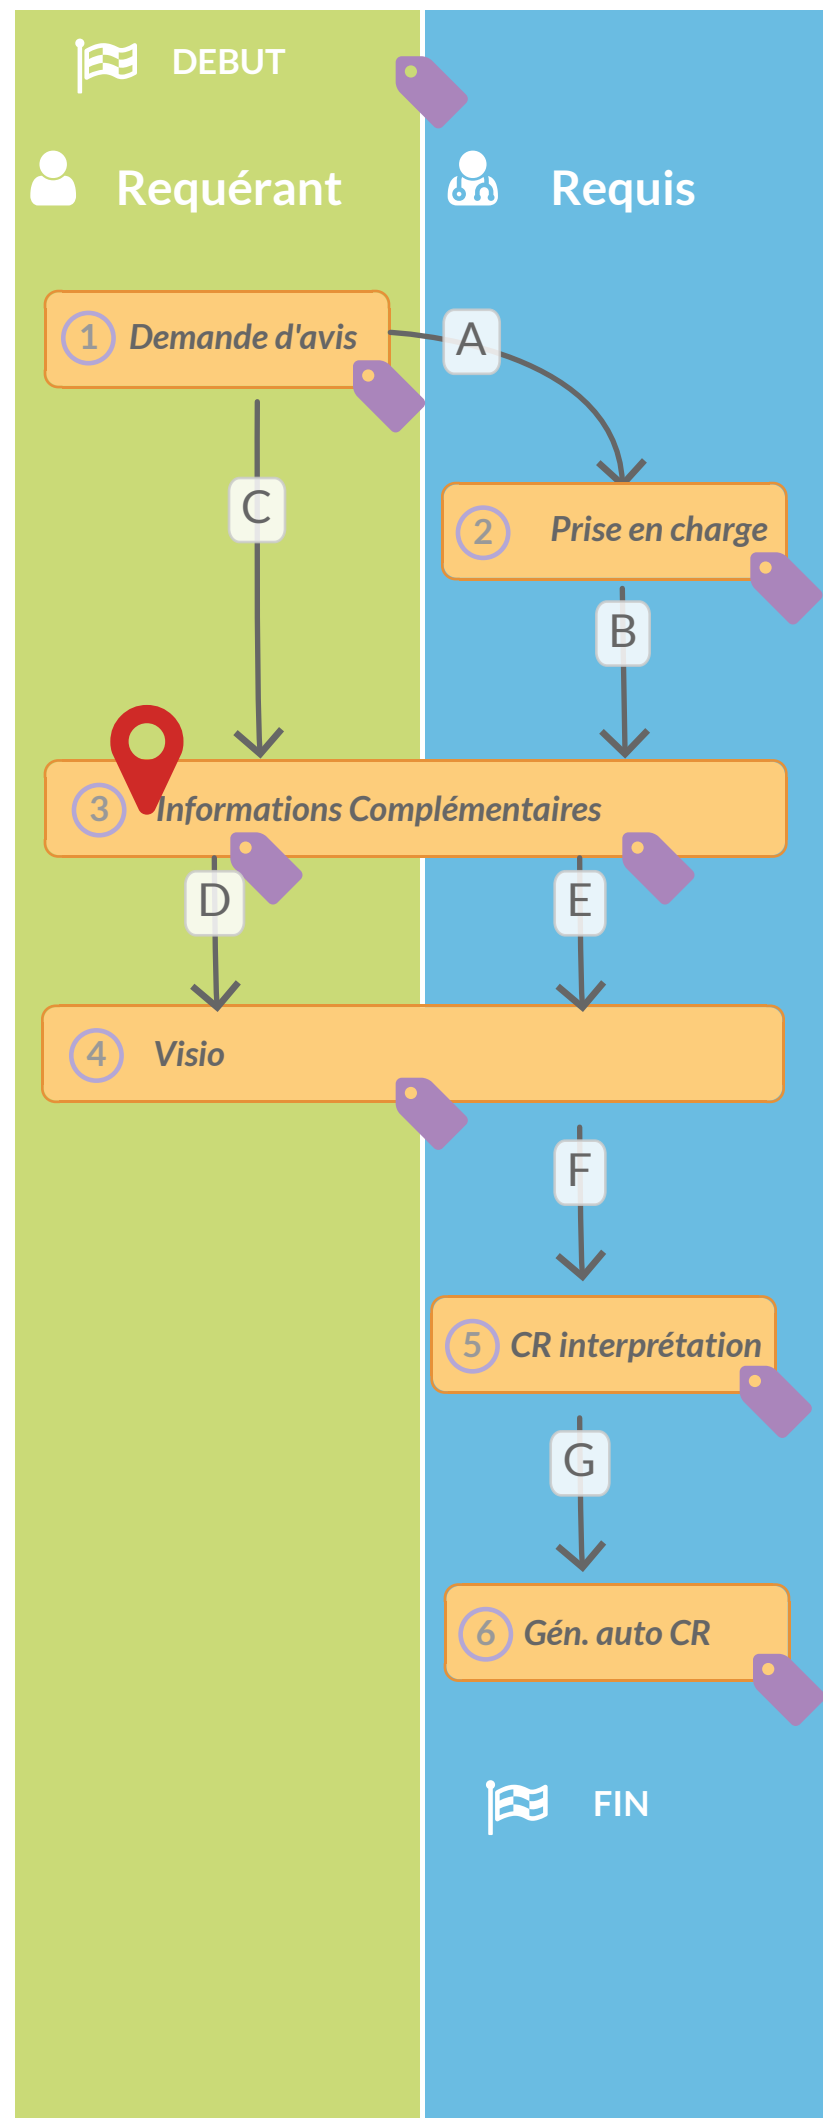 DEBUT
Requérant
Requis
1 Demande d'avis
A
C
2 Prise en charge
B
3 Informations Complémentaires
D
E
4 Visio
F
5 CR interprétation
G
6 Gén. auto CR
FIN